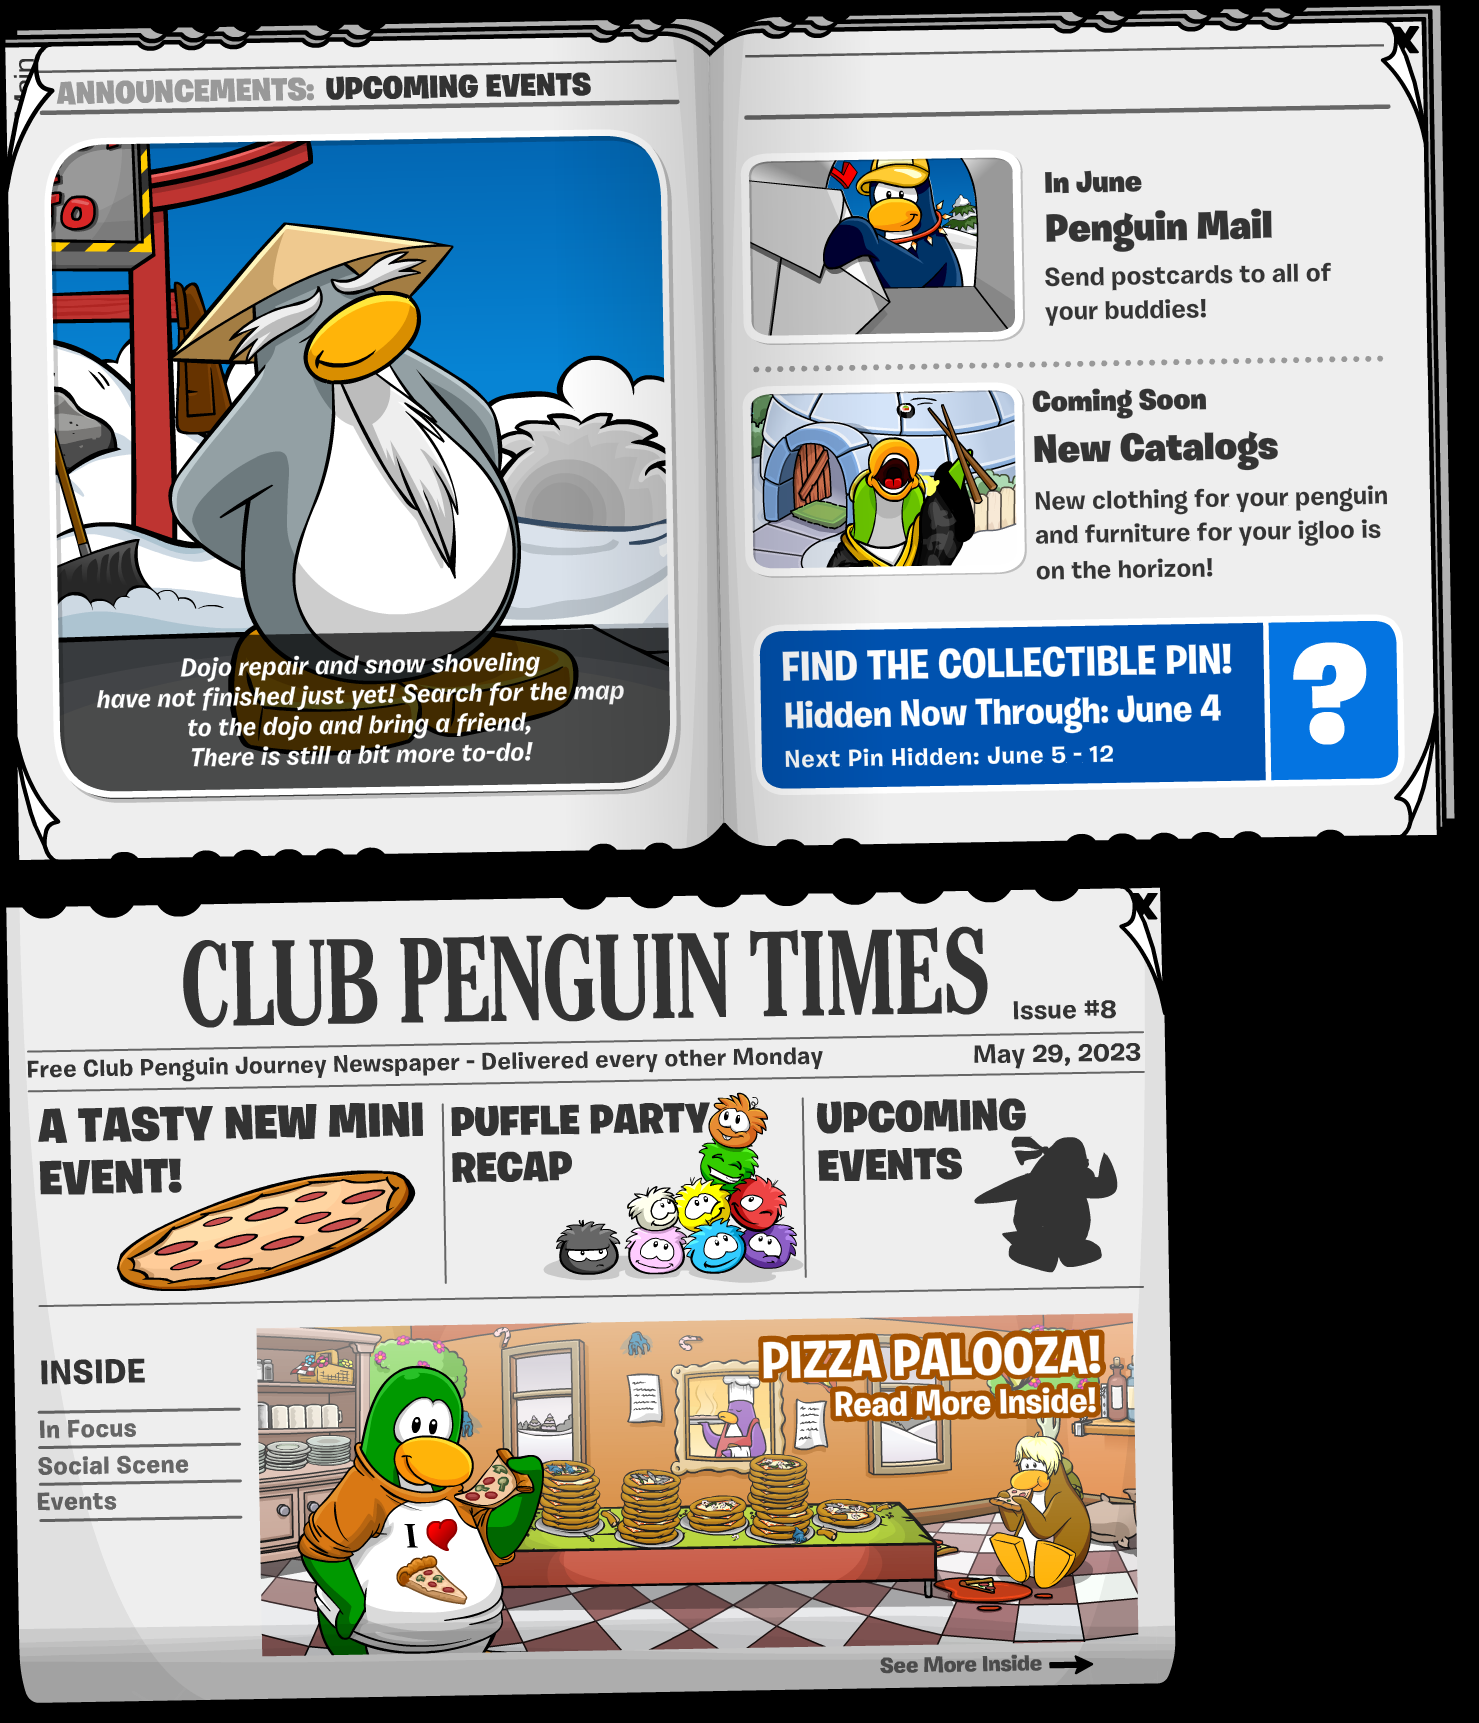 ANNOUNCEMENTS: UPCOMING EVENTS
X
Dojo repair and snow shoveling
have not finished just yet! Search for the map
to the dojo and bring a friend,
There is still a bit more to-do!
In June
Penguin Mail
Send postcards to all of
your buddies!
Coming Soon
New Catalogs
New clothing for your penguin
and furniture for your igloo is
on the horizon!
FIND THE COLLECTIBLE PIN!
Hidden Now Through: June 4
Next Pin Hidden: June 5 - 12
?
X
CLUB PENGUIN TIMES
Issue #8
Free Club Penguin Journey Newspaper - Delivered every other Monday
May 29, 2023
A TASTY NEW MINI
EVENT!
PUFFLE PARTY
RECAP
UPCOMING
EVENTS
INSIDE
In Focus
Social Scene
Events
PIZZA PALOOZA!
Read More Inside!
I
See More Inside